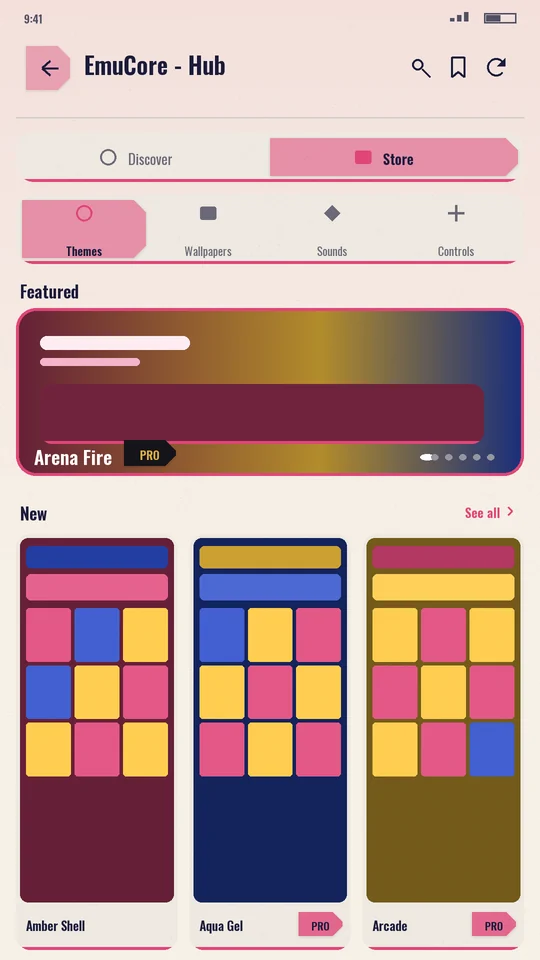 9:41
EmuCore - Hub
Discover
Store
Themes
Wallpapers
Sounds
Controls
Featured
Arena Fire
PRO
New
See all
Amber Shell
Aqua Gel
PRO
Arcade
PRO